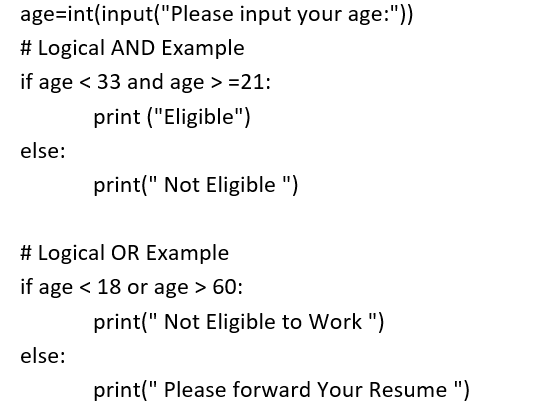 age=int(input("Please input your age:"))
# Logical AND Example
if age < 33 and age > =21:
print ("Eligible")
else:
print(" Not Eligible ")
# Logical OR Example
if age < 18 or age > 60:
print(" Not Eligible to Work ")
else:
print(" Please forward Your Resume ")